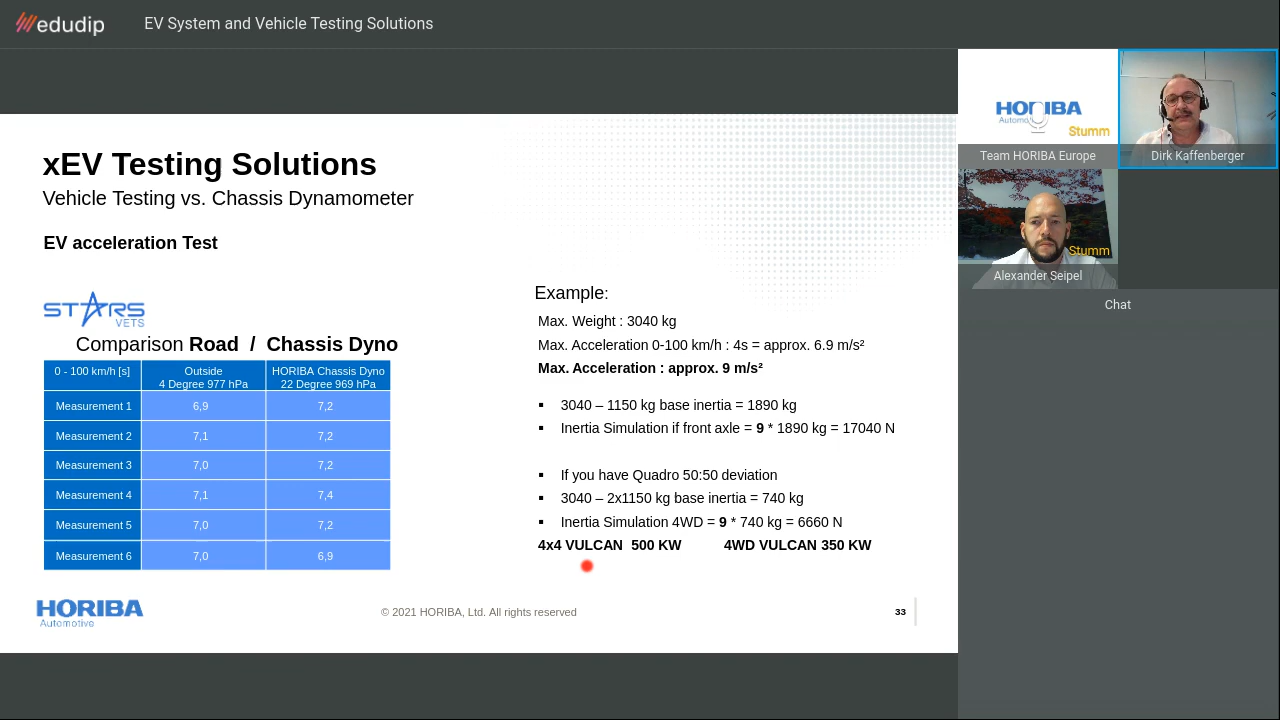 edudip
EV System and Vehicle Testing Solutions
xEV Testing Solutions
Vehicle Testing vs. Chassis Dynamometer
EV acceleration Test
STARS
VETS
Comparison Road / Chassis Dyno
0 - 100 km/h [s] Outside 4 Degree 977 hPa HORIBA Chassis Dyno 22 Degree 969 hPa
Measurement 1 6,9 7,2
Measurement 2 7,1 7,2
Measurement 3 7,0 7,2
Measurement 4 7,1 7,4
Measurement 5 7,0 7,2
Measurement 6 7,0 6,9
Example:
Max. Weight : 3040 kg
Max. Acceleration 0-100 km/h : 4s = approx. 6.9 m/s²
Max. Acceleration : approx. 9 m/s²
▪ 3040 – 1150 kg base inertia = 1890 kg
▪ Inertia Simulation if front axle = 9 * 1890 kg = 17040 N
▪ If you have Quadro 50:50 deviation
▪ 3040 – 2x1150 kg base inertia = 740 kg
▪ Inertia Simulation 4WD = 9 * 740 kg = 6660 N
4x4 VULCAN 500 KW 4WD VULCAN 350 KW
HORIBA
Automotive
© 2021 HORIBA, Ltd. All rights reserved
33
HORIBA
Stumm
Team HORIBA Europe
Dirk Kaffenberger
Stumm
Alexander Seipel
Chat